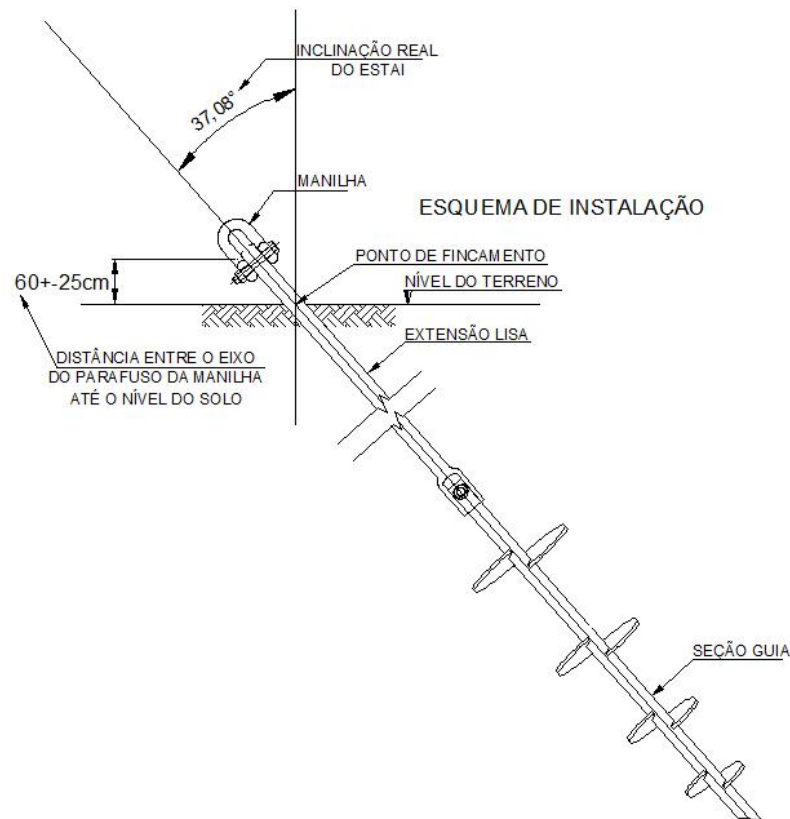 INCLINAÇÃO REAL
DO ESTAI
37,08°
MANILHA
ESQUEMA DE INSTALAÇÃO
PONTO DE FINCAMENTO
60+-25cm
NÍVEL DO TERRENO
EXTENSÃO LISA
DISTÂNCIA ENTRE O EIXO
DO PARAFUSO DA MANILHA
ATÉ O NÍVEL DO SOLO
SEÇÃO GUIA